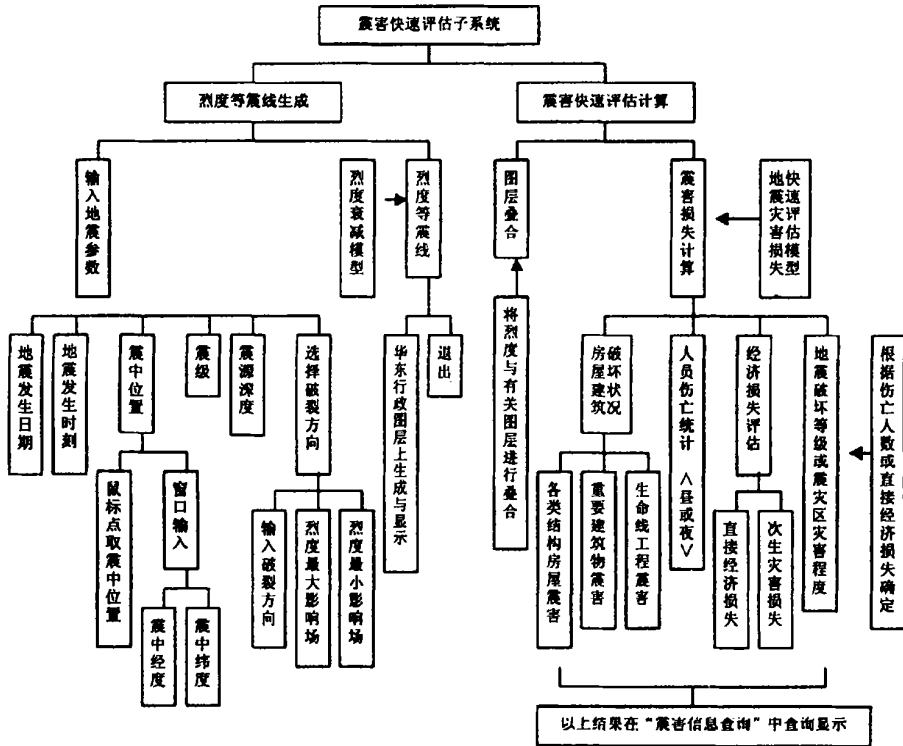 震害快速评估子系统
烈度等震线生成
震害快速评估计算
输入地震参数
烈度衰减模型
烈度等震线
图层叠合
震害损失计算
快速评估模型
地震灾害损失
地震发生日期
地震发生时刻
震中位置
震级
震源深度
选择破裂方向
华东行政图层上生成与显示
退出
将烈度与有关图层进行叠合
破坏状况
房屋建筑
人员伤亡统计 <昼或夜>
经济损失评估
地震破坏等级或震灾区灾害程度
根据伤亡人数或直接经济损失确定
鼠标点取震中位置
窗口输入
输入破裂方向
烈度最大影响场
烈度最小影响场
各类结构房屋震害
重要建筑物震害
生命线工程震害
直接经济损失
次生灾害损失
震中经度
震中纬度
以上结果在“震害信息查询”中查询显示